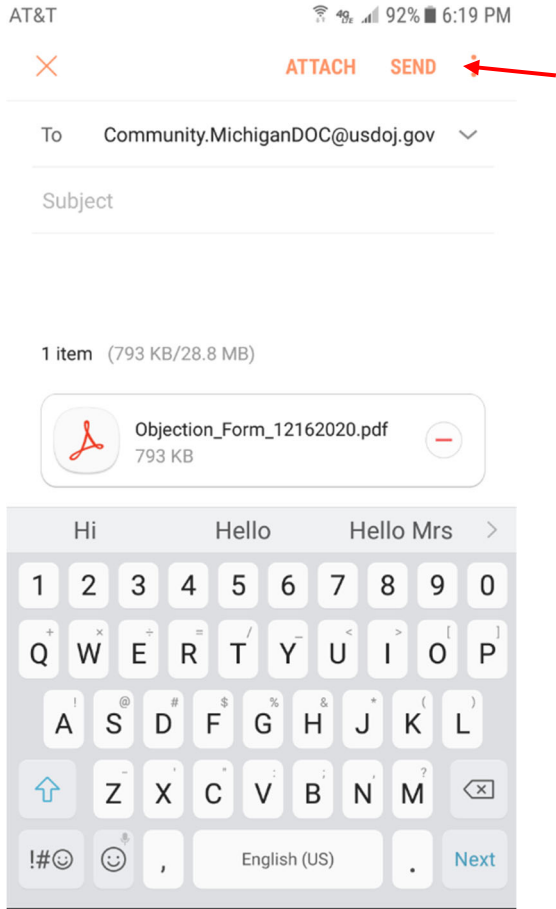 AT&T 4G LTE 92% 6:19 PM
ATTACH SEND
To Community.MichiganDOC@usdoj.gov
Subject
1 item (793 KB/28.8 MB)
Objection_Form_12162020.pdf
793 KB
Hi Hello Hello Mrs >
1 2 3 4 5 6 7 8 9 0
+ × ÷ = / _ < > [ ]
Q W E R T Y U I O P
! @ # $ % & * ( )
A S D F G H J K L
- ' " : ; , ?
Z X C V B N M
!#☺ , English (US) . Next